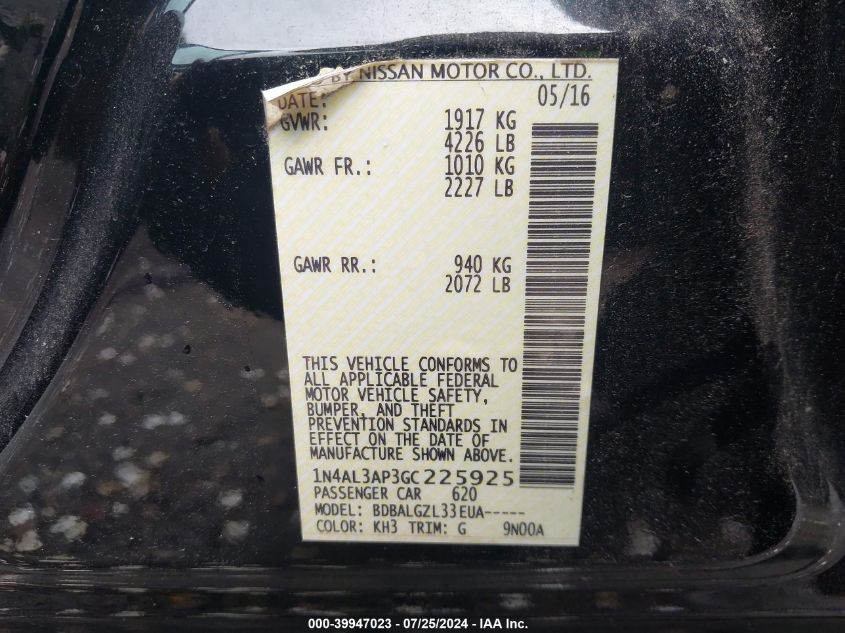 BY NISSAN MOTOR CO., LTD.
DATE: 05/16
GVWR: 1917 KG
4226 LB
GAWR FR.: 1010 KG
2227 LB
GAWR RR.: 940 KG
2072 LB
THIS VEHICLE CONFORMS TO
ALL APPLICABLE FEDERAL
MOTOR VEHICLE SAFETY,
BUMPER, AND THEFT
PREVENTION STANDARDS IN
EFFECT ON THE DATE OF
MANUFACTURE SHOWN ABOVE.
1N4AL3AP3GC225925
PASSENGER CAR 620
MODEL: BDBALGZL33EUA-----
COLOR: KH3 TRIM: G 9N00A
000-39947023 - 07/25/2024 - IAA Inc.